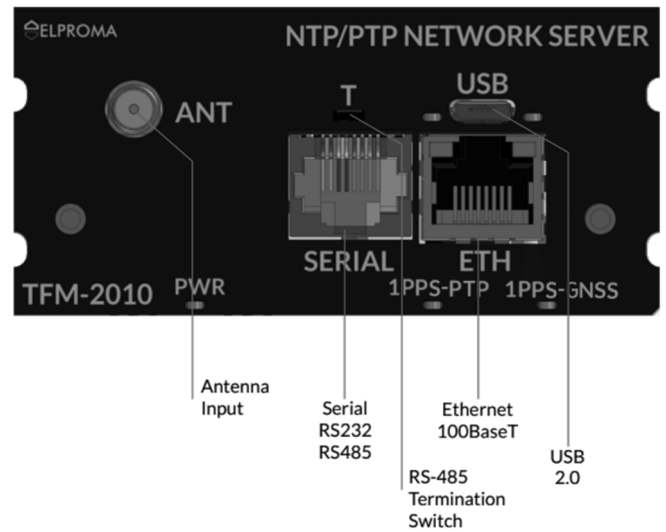 ELPROMA
NTP/PTP NETWORK SERVER
ANT
T
USB
SERIAL
ETH
TFM-2010
PWR
1PPS-PTP
1PPS-GNSS
Antenna
Input
Serial
RS232
RS485
Ethernet
100BaseT
USB
2.0
RS-485
Termination
Switch